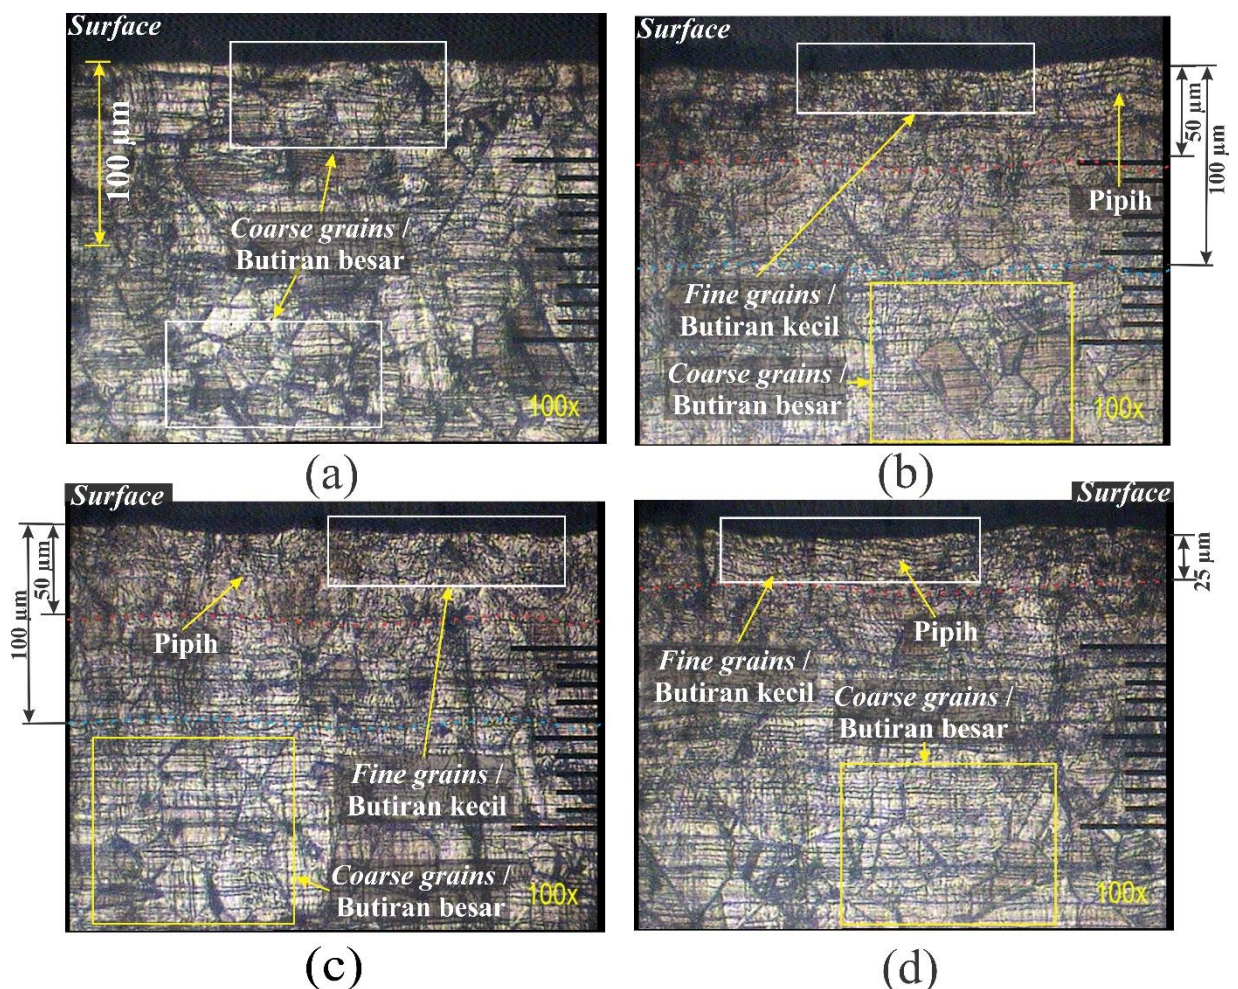 Surface
100 µm
Coarse grains /
Butiran besar
100x
(a)
Surface
50 µm
100 µm
Pipih
Fine grains /
Butiran kecil
Coarse grains /
Butiran besar
100x
(b)
Surface
50 µm
100 µm
Pipih
Fine grains /
Butiran kecil
Coarse grains /
Butiran besar
100x
(c)
Surface
25 µm
Pipih
Fine grains /
Butiran kecil
Coarse grains /
Butiran besar
100x
(d)